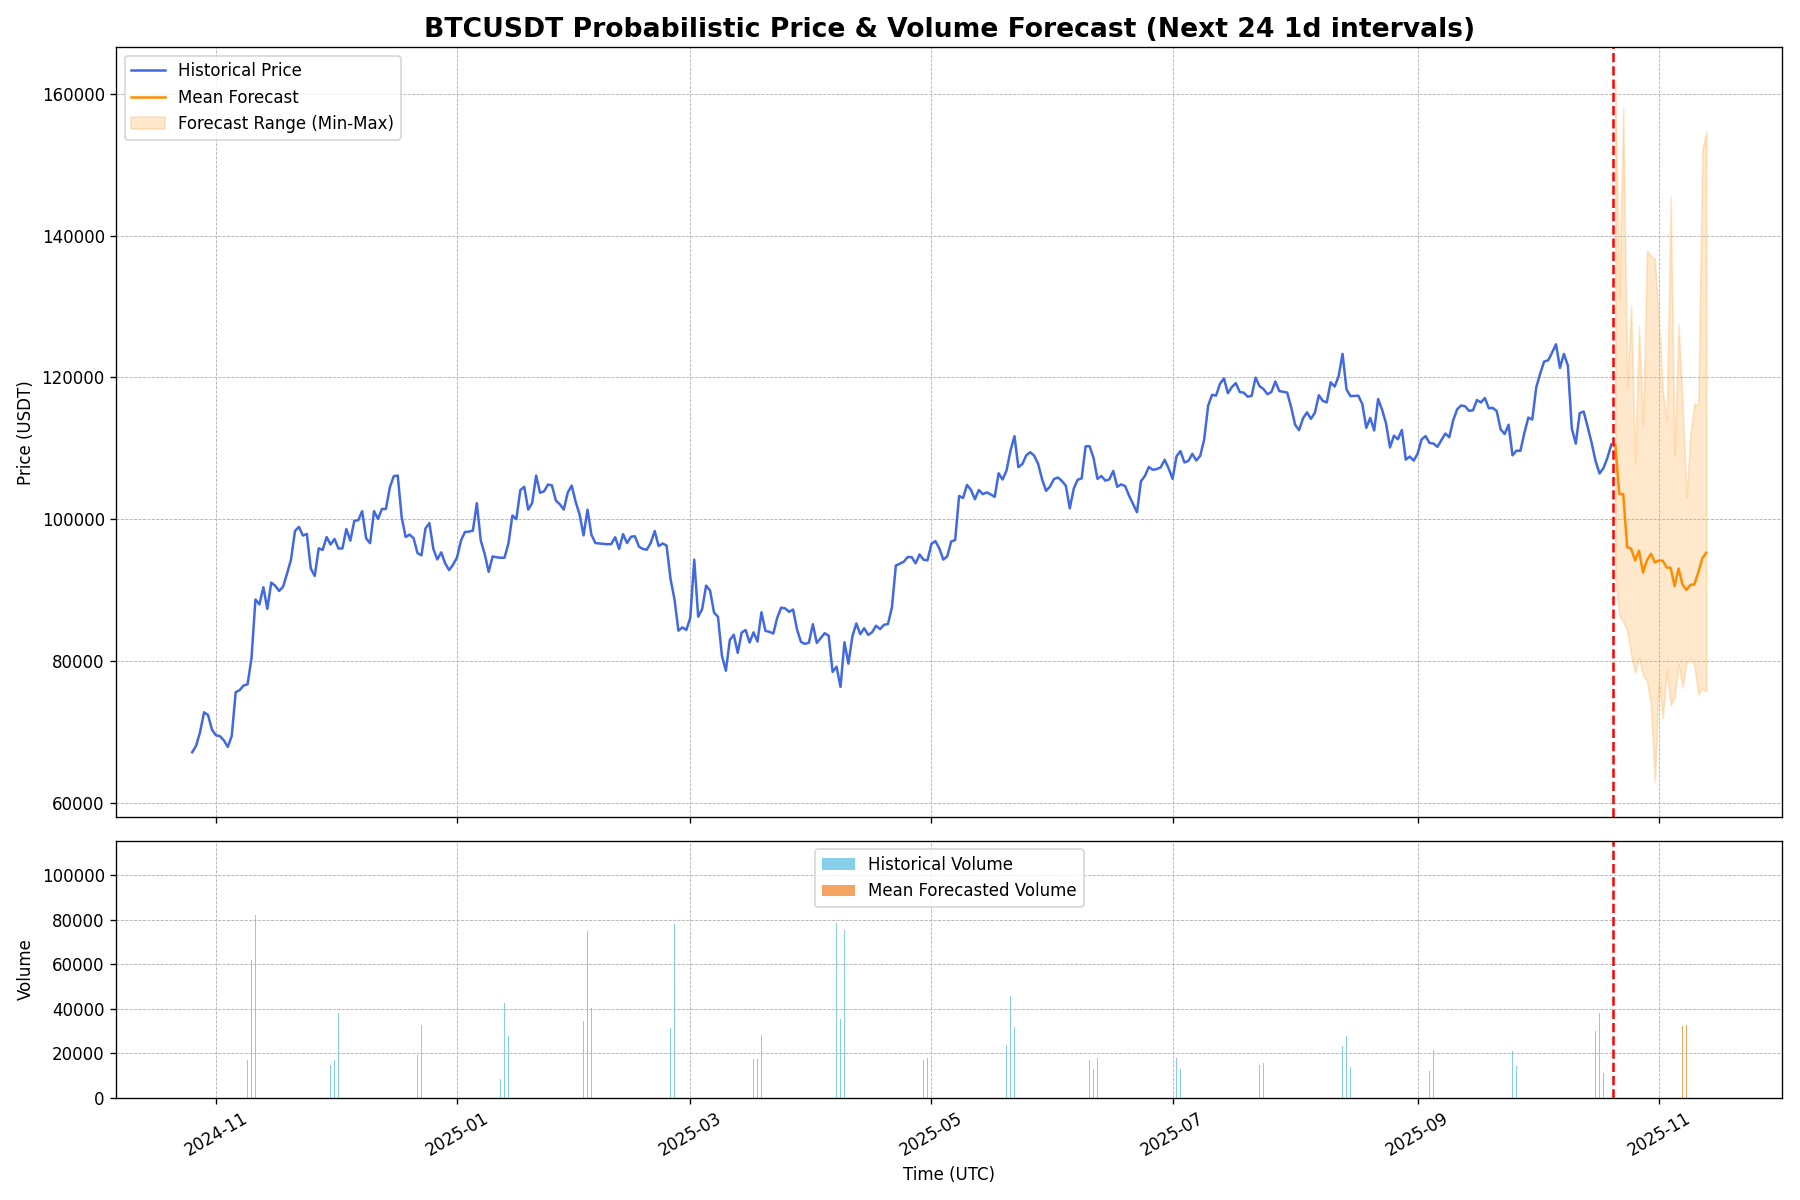 BTCUSDT Probabilistic Price & Volume Forecast (Next 24 1d intervals)
Historical Price
Mean Forecast
Forecast Range (Min-Max)
160000
140000
120000
100000
80000
60000
Price (USDT)
Historical Volume
Mean Forecasted Volume
100000
80000
60000
40000
20000
0
Volume
2024-11
2025-01
2025-03
2025-05
2025-07
2025-09
2025-11
Time (UTC)